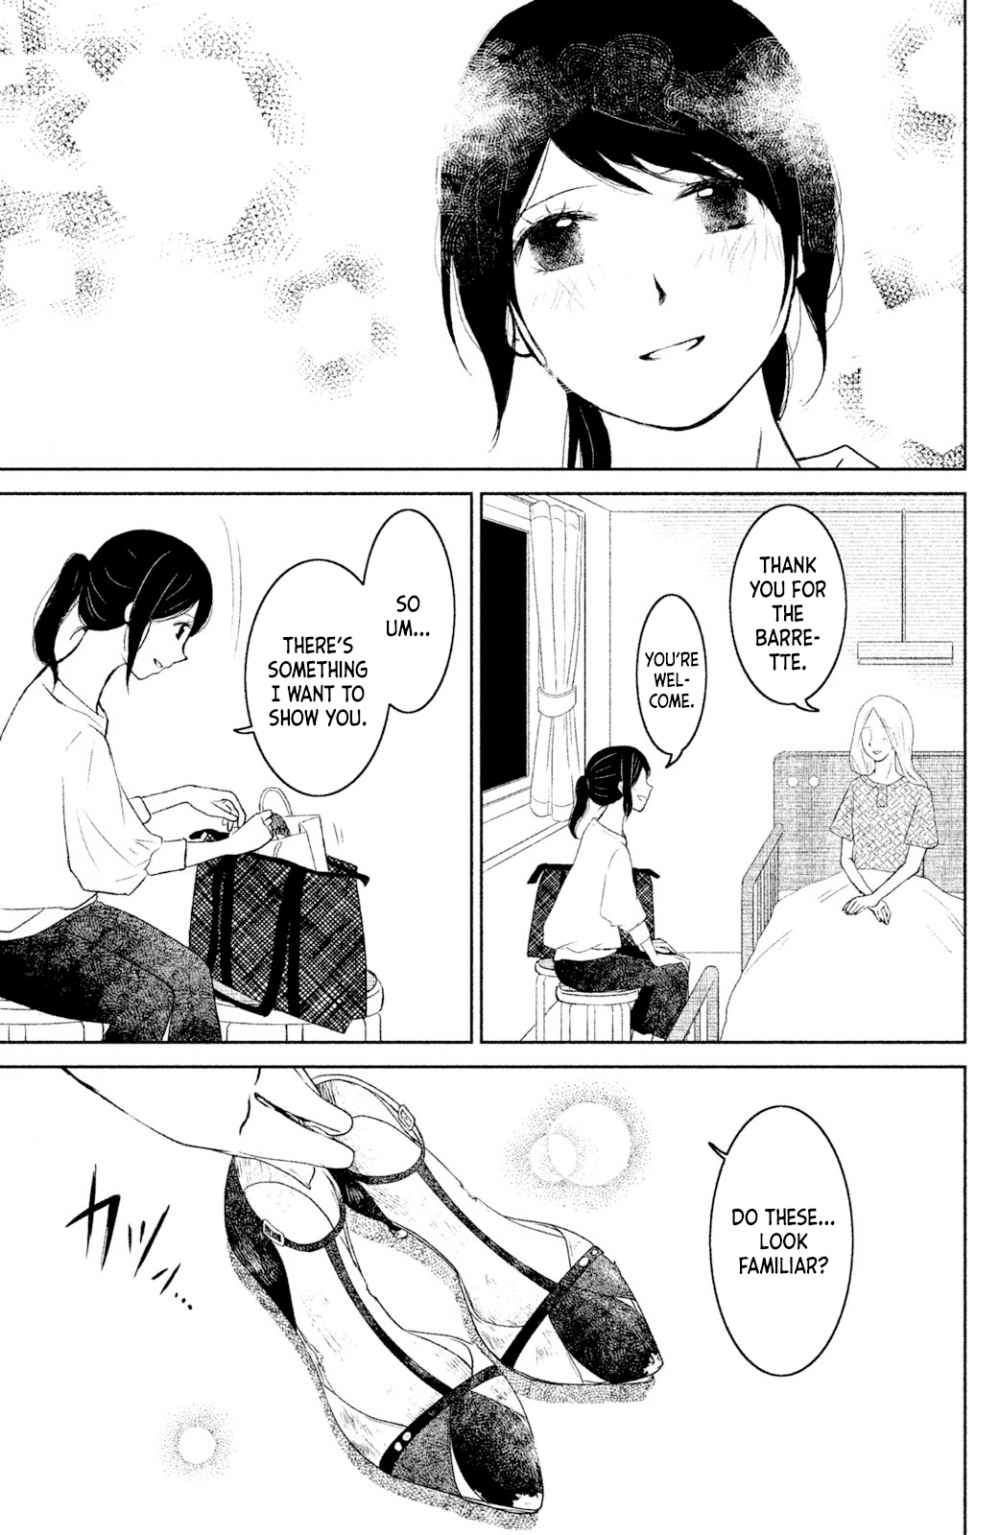 THANK
YOU FOR
THE
BARRE-
TTE.
YOU'RE
WEL-
COME.
SO
UM...
THERE'S
SOMETHING
I WANT TO
SHOW YOU.
DO THESE...
LOOK
FAMILIAR?
カツン...